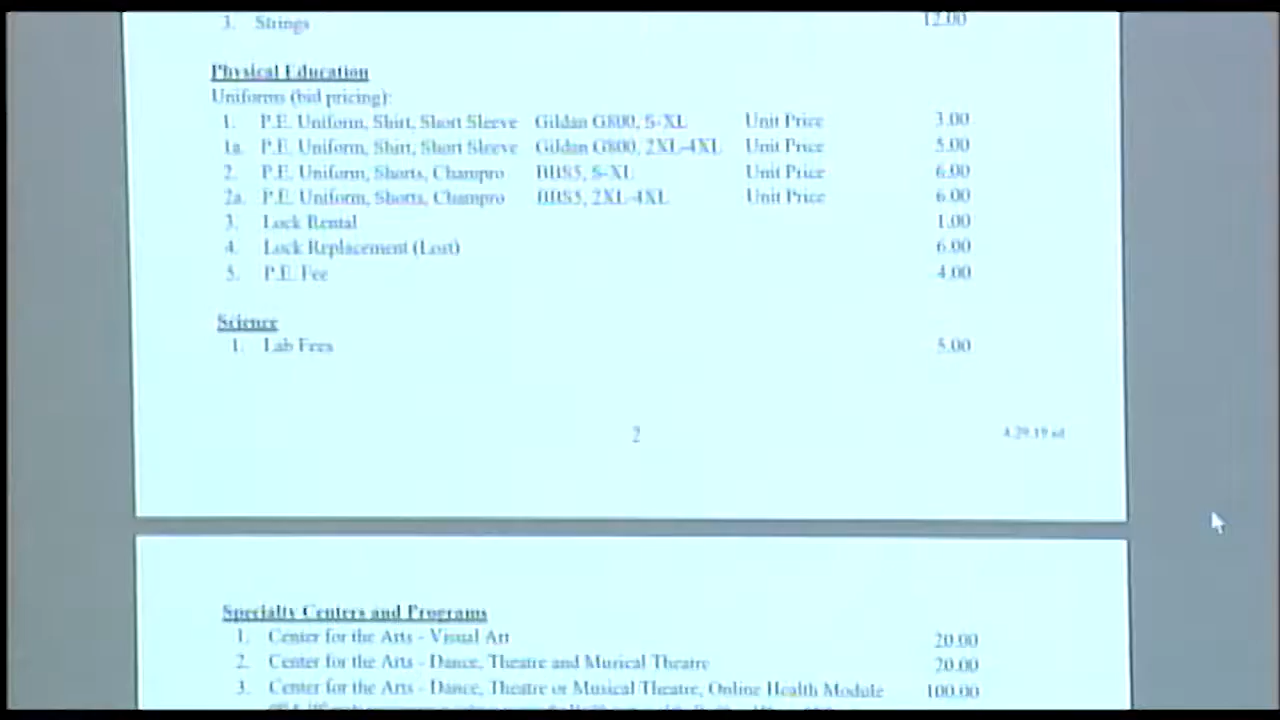 3. Strings 12.00
Physical Education
Uniforms (bid pricing):
1. P.E. Uniform, Shirt, Short Sleeve Gildan G800, S-XL Unit Price 3.00
1a. P.E. Uniform, Shirt, Short Sleeve Gildan G800, 2XL-4XL Unit Price 5.00
2. P.E. Uniform, Shorts, Champro BBS5, S-XL Unit Price 6.00
2a. P.E. Uniform, Shorts, Champro BBS5, 2XL-4XL Unit Price 6.00
3. Lock Rental 1.00
4. Lock Replacement (Lost) 6.00
5. P.E. Fee 4.00
Science
1. Lab Fees 5.00
2 4.29.19
Specialty Centers and Programs
1. Center for the Arts - Visual Art 20.00
2. Center for the Arts - Dance, Theatre and Musical Theatre 20.00
3. Center for the Arts - Dance, Theatre or Musical Theatre, Online Health Module 100.00